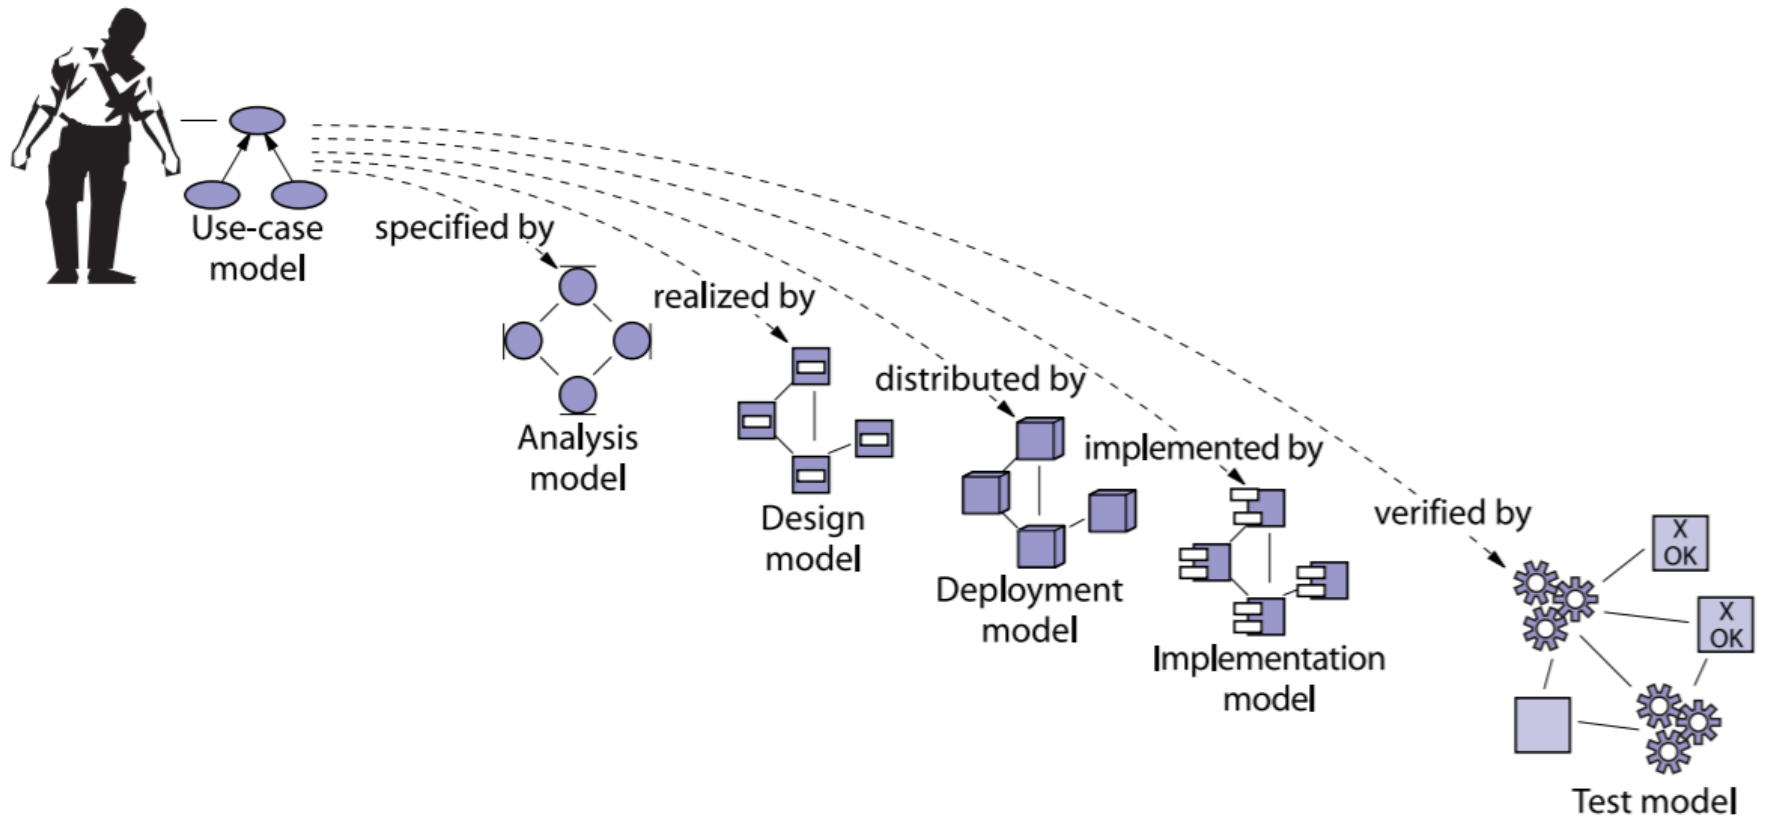 Use-case
model
specified by
Analysis
model
realized by
Design
model
distributed by
Deployment
model
implemented by
Implementation
model
verified by
X
OK
X
OK
Test model